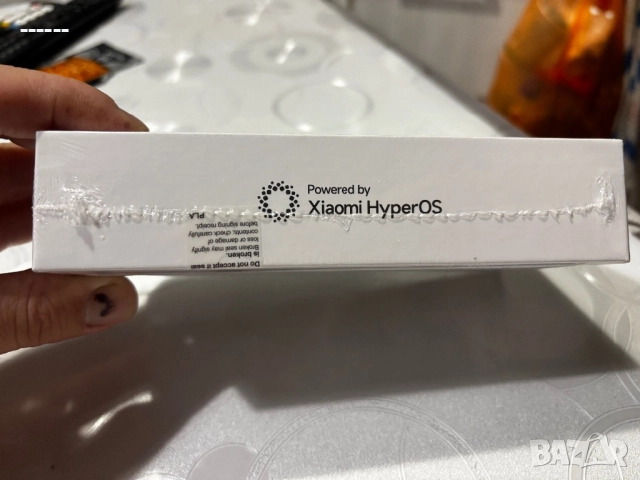 ------
Powered by
Xiaomi HyperOS
Do not accept if seal
is broken.
Broken seal may signify
loss or damage of
contents, check carefully
before signing receipt.
PLA
BAZAR